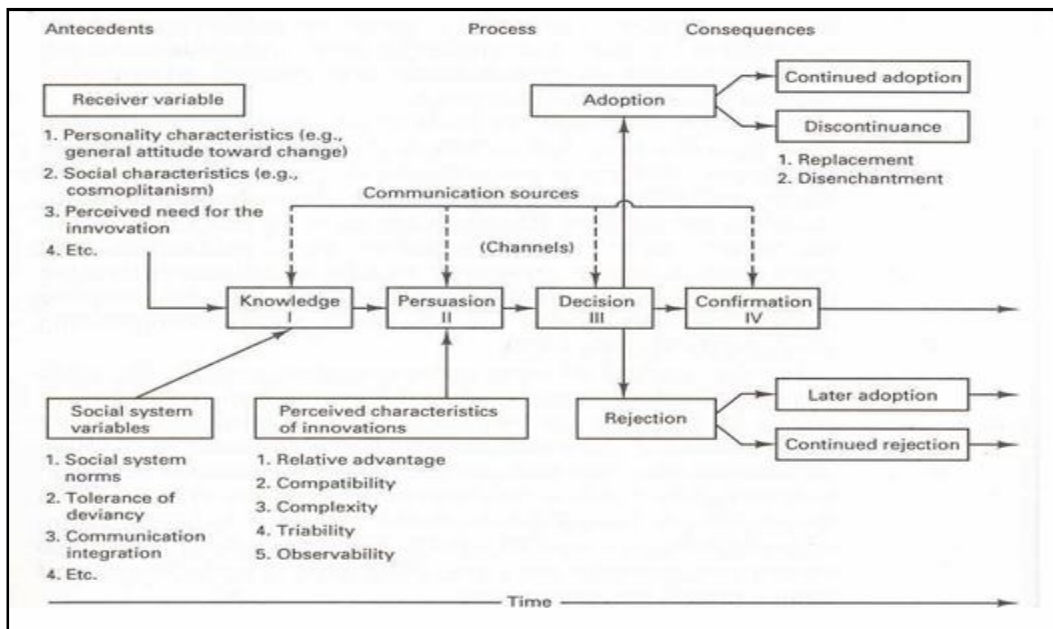 Antecedents
Process
Consequences
Receiver variable
1. Personality characteristics (e.g.,
general attitude toward change)
2. Social characteristics (e.g.,
cosmoplitanism)
3. Perceived need for the
innvovation
4. Etc.
Communication sources
(Channels)
Adoption
Continued adoption
Discontinuance
1. Replacement
2. Disenchantment
Knowledge
I
Persuasion
II
Decision
III
Confirmation
IV
Social system
variables
1. Social system
norms
2. Tolerance of
deviancy
3. Communication
integration
4. Etc.
Perceived characteristics
of innovations
1. Relative advantage
2. Compatibility
3. Complexity
4. Triability
5. Observability
Rejection
Later adoption
Continued rejection
Time